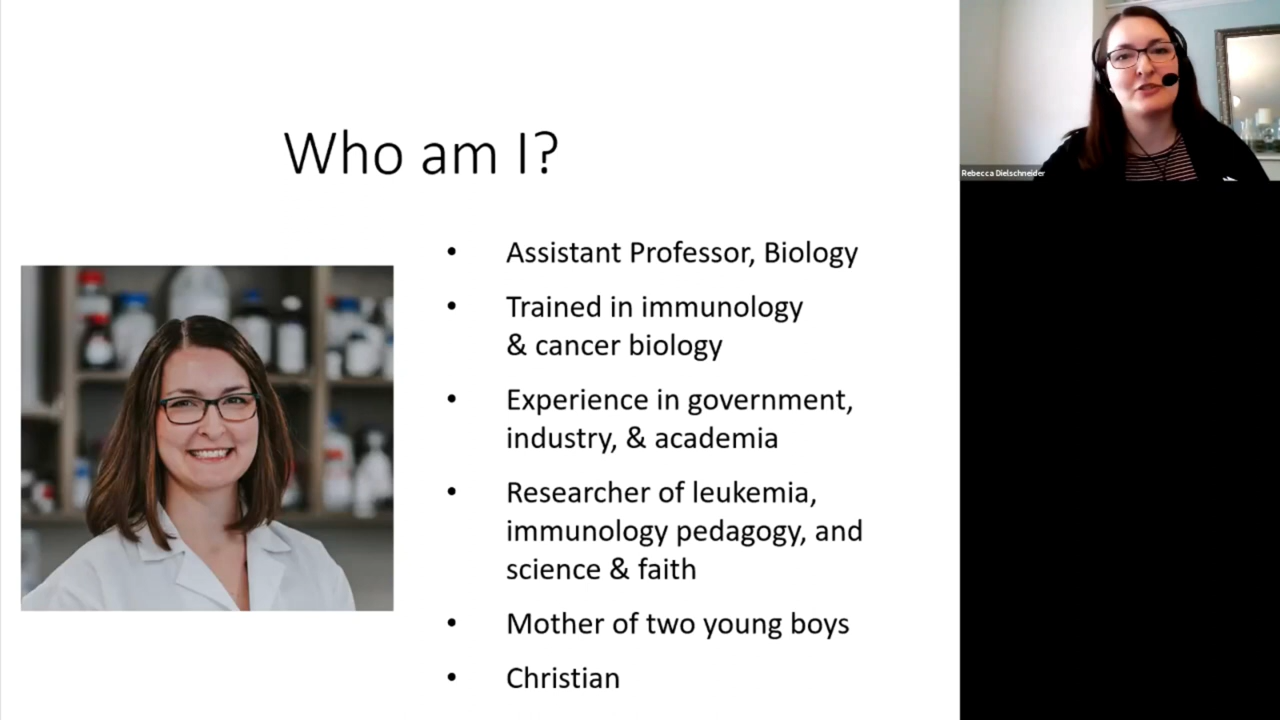 Who am I?
• Assistant Professor, Biology
• Trained in immunology
& cancer biology
• Experience in government,
industry, & academia
• Researcher of leukemia,
immunology pedagogy, and
science & faith
• Mother of two young boys
• Christian
Rebecca Dielschneider